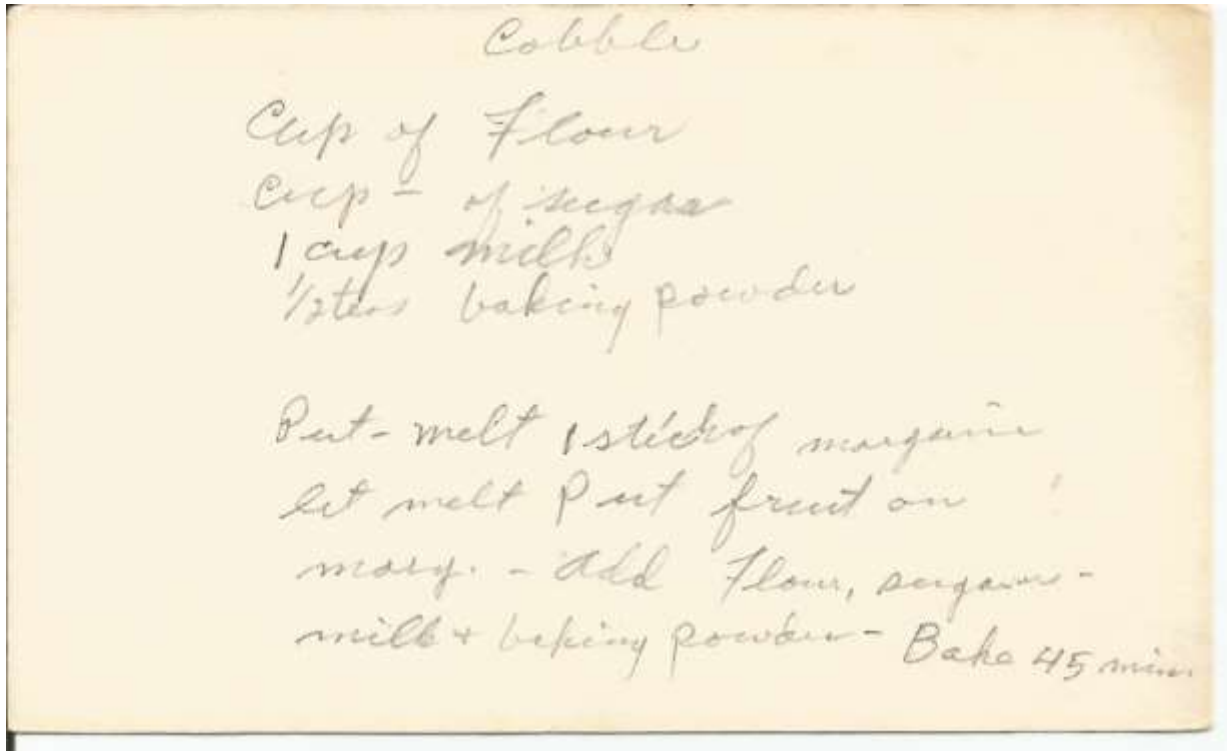 Cobbler
Cup of Flour
Cup - of sugar
1 cup milk
1/2 teas baking powder
Put - melt 1 stick of margarine
let melt Put fruit on
marg. - Add Flour, sugar -
milk + baking powder - Bake 45 min.